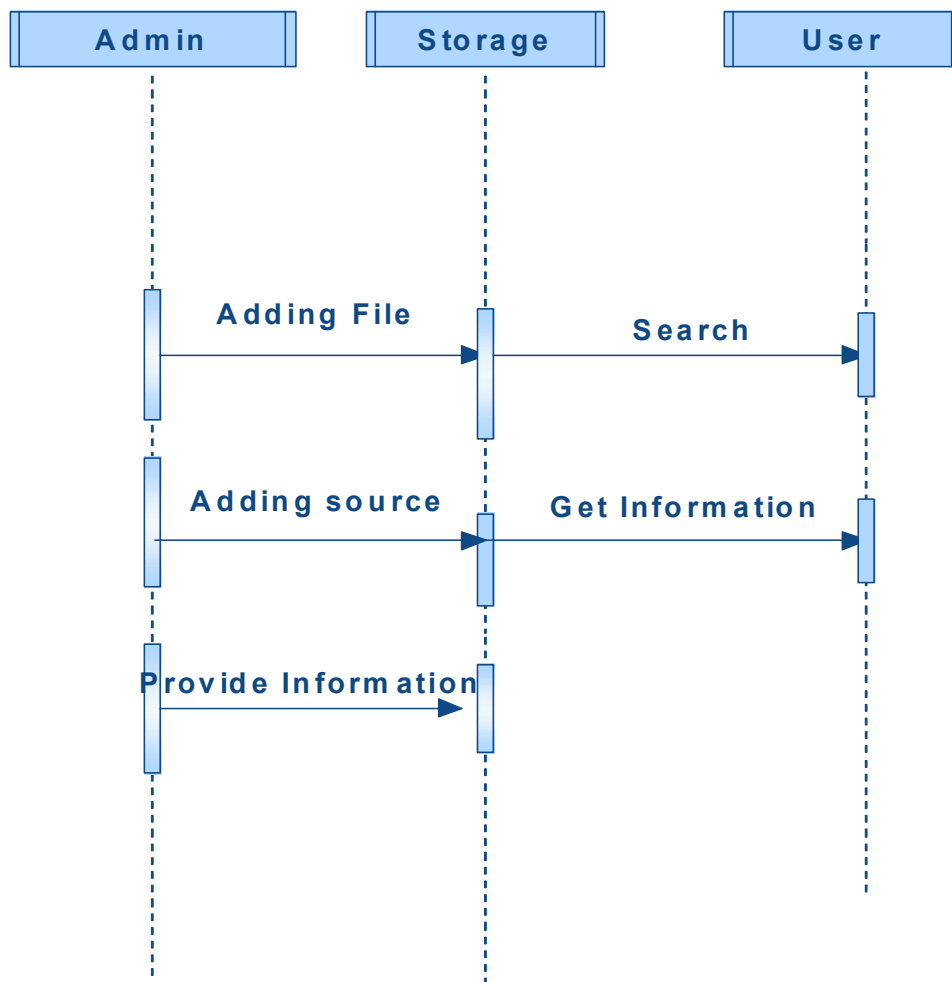 Admin
Storage
User
Adding File
Search
Adding source
Get Information
Provide Information